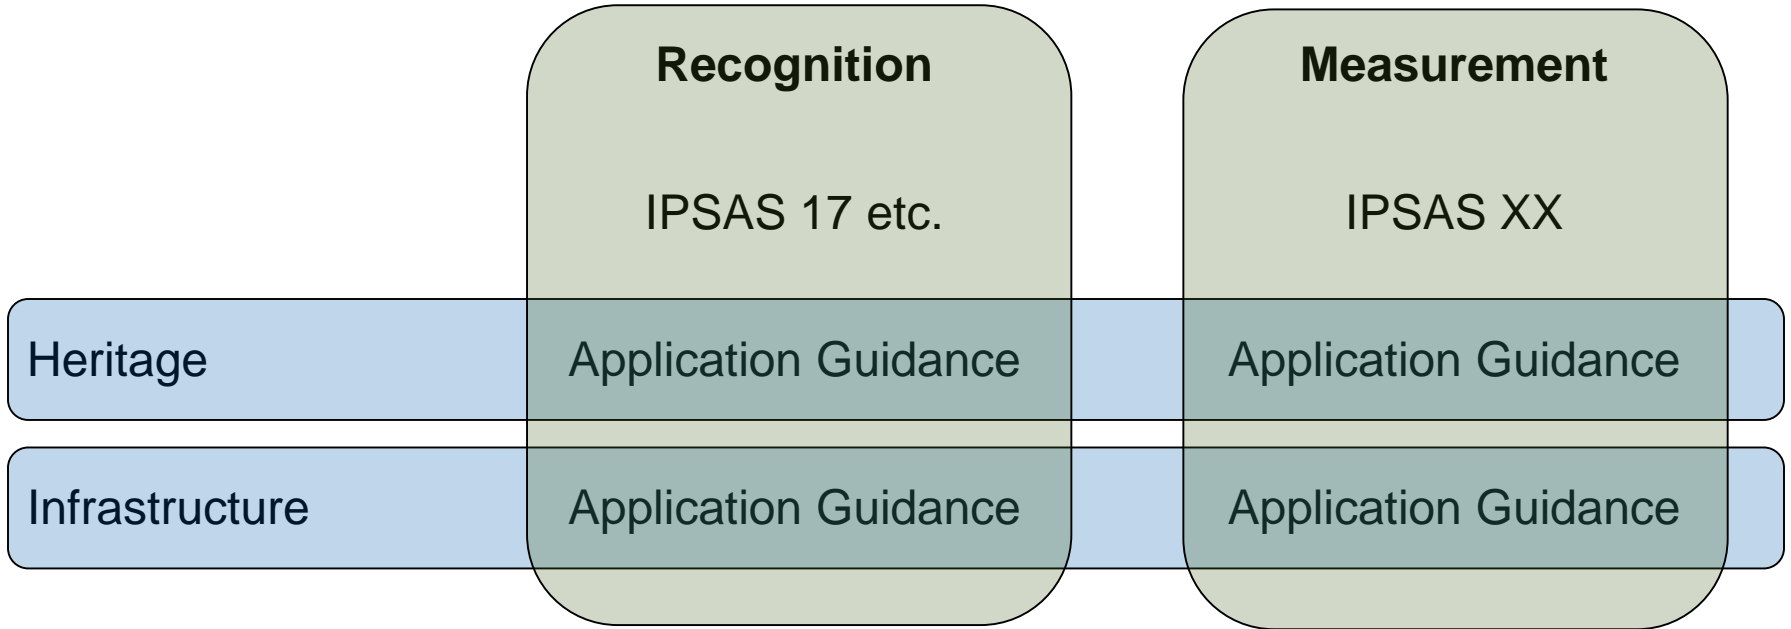 Recognition Measurement
IPSAS 17 etc. IPSAS XX
Heritage Application Guidance Application Guidance
Infrastructure Application Guidance Application Guidance